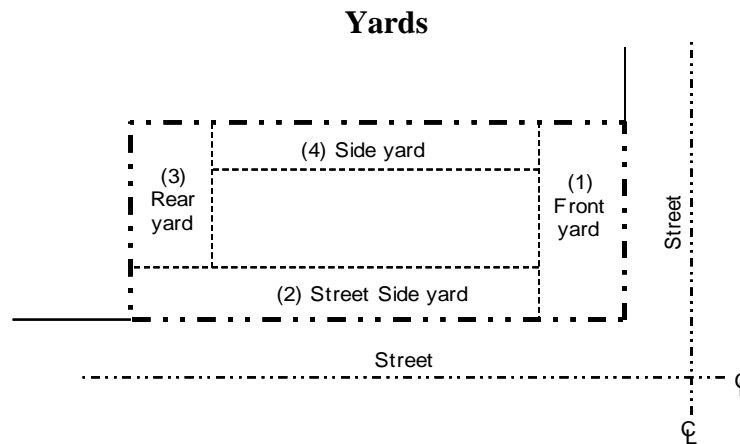 Yards
(4) Side yard
(3)
Rear
yard
(1)
Front
yard
Street
(2) Street Side yard
Street
℄
℄